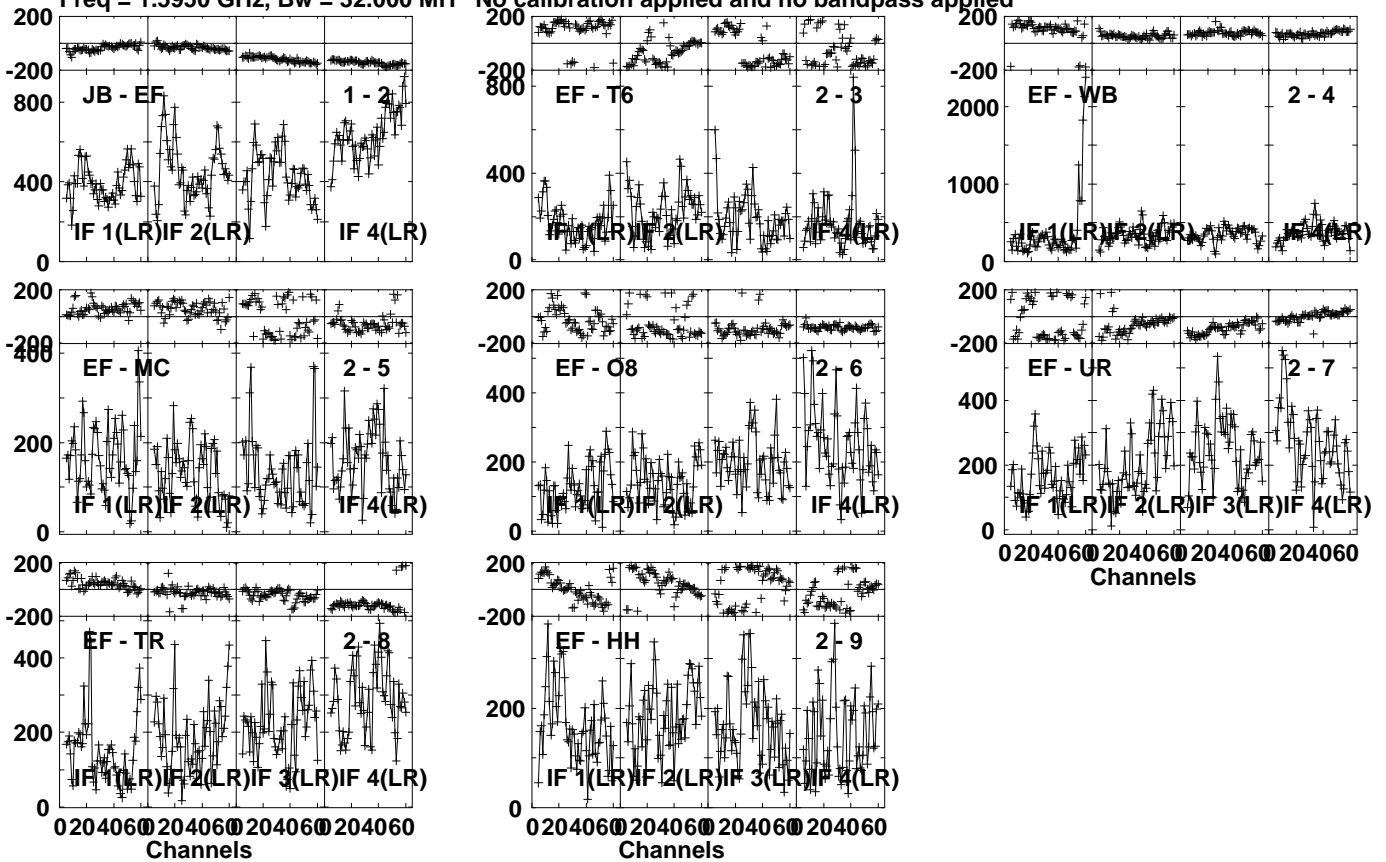 Freq = 1.5950 GHz, Bw = 32.000 MH No calibration applied and no bandpass applied
200
-200
JB - EF 1 - 2
800
400
0
IF 1(LR) IF 2(LR) IF 4(LR)
200
-200
EF - T6 2 - 3
800
400
0
IF 1(LR) IF 2(LR) IF 4(LR)
200
-200
EF - WB 2 - 4
2000
1000
0
IF 1(LR) IF 2(LR) IF 4(LR)
200
-200
400
EF - MC 2 - 5
200
0
IF 1(LR) IF 2(LR) IF 4(LR)
200
-200
EF - O8 2 - 6
400
200
0
IF 1(LR) IF 2(LR) IF 4(LR)
200
-200
EF - UR 2 - 7
400
200
0
IF 1(LR) IF 2(LR) IF 3(LR) IF 4(LR)
0 20 40 60 0 20 40 60 0 20 40 60 0 20 40 60
Channels
200
-200
EF - TR 2 - 8
400
200
0
IF 1(LR) IF 2(LR) IF 3(LR) IF 4(LR)
0 20 40 60 0 20 40 60 0 20 40 60 0 20 40 60
Channels
200
-200
EF - HH 2 - 9
200
0
IF 1(LR) IF 2(LR) IF 3(LR) IF 4(LR)
0 20 40 60 0 20 40 60 0 20 40 60 0 20 40 60
Channels